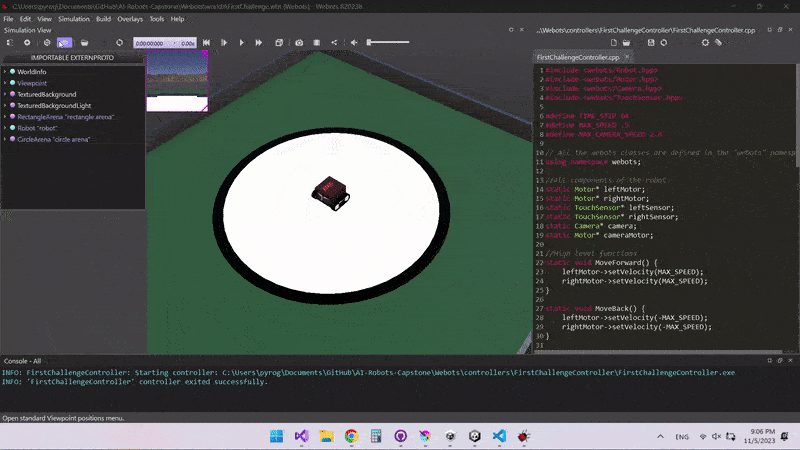 C:\Users\pyrog\Documents\GitHub\AI-Robots-Capstone\Webots\worlds\FirstChallenge.wbt (Webots) - Webots R2023b
File Edit View Simulation Build Overlays Tools Help
Simulation View
0:00:00:000 - 0.00x
IMPORTABLE EXTERNPROTO
WorldInfo
Viewpoint
TexturedBackground
TexturedBackgroundLight
RectangleArena "rectangle arena"
Robot "robot"
CircleArena "circle arena"
...\Webots\controllers\FirstChallengeController\FirstChallengeController.cpp
FirstChallengeController.cpp
1 #include <webots/Robot.hpp>
2 #include <webots/Motor.hpp>
3 #include <webots/Camera.hpp>
4 #include <webots/TouchSensor.hpp>
5
6 #define TIME_STEP 64
7 #define MAX_SPEED
8 #define MAX_CAMERA_SPEED
9
10 // All the webots classes are defined in the "webots" namesp
11 using namespace webots;
12
13 //All components of the robot
14 static Motor* leftMotor;
15 static Motor* rightMotor;
16 static TouchSensor* leftSensor;
17 static TouchSensor* rightSensor;
18 static Camera* camera;
19 static Motor* cameraMotor;
20
21 //High level functions
22 static void MoveForward() {
23 leftMotor->setVelocity(MAX_SPEED);
24 rightMotor->setVelocity(MAX_SPEED);
25 }
26
27 static void MoveBack() {
28 leftMotor->setVelocity(-MAX_SPEED);
29 rightMotor->setVelocity(-MAX_SPEED);
30 }
31
Console - All
INFO: FirstChallengeController: Starting controller: C:\Users\pyrog\Documents\GitHub\AI-Robots-Capstone\Webots\controllers\FirstChallengeController\FirstChallengeController.exe
INFO: 'FirstChallengeController' controller exited successfully.
Open standard Viewpoint positions menu.
ENG
9:06 PM
11/5/2023